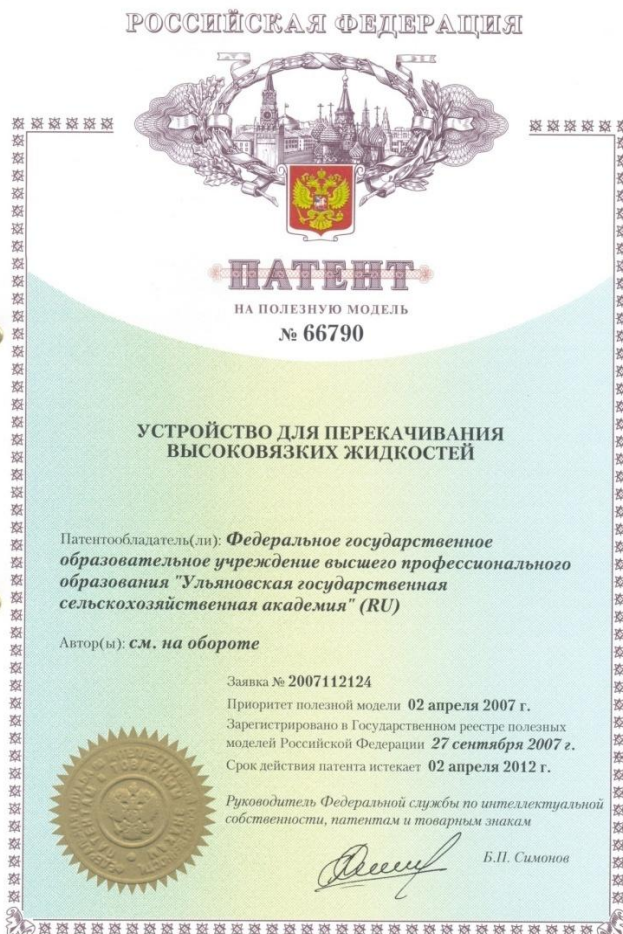 РОССИЙСКАЯ ФЕДЕРАЦИЯ
ПАТЕНТ
НА ПОЛЕЗНУЮ МОДЕЛЬ
№ 66790
УСТРОЙСТВО ДЛЯ ПЕРЕКАЧИВАНИЯ
ВЫСОКОВЯЗКИХ ЖИДКОСТЕЙ
Патентообладатель(ли): Федеральное государственное
образовательное учреждение высшего профессионального
образования "Ульяновская государственная
сельскохозяйственная академия" (RU)
Автор(ы): см. на обороте
Заявка № 2007112124
Приоритет полезной модели 02 апреля 2007 г.
Зарегистрировано в Государственном реестре полезных
моделей Российской Федерации 27 сентября 2007 г.
Срок действия патента истекает 02 апреля 2012 г.
Руководитель Федеральной службы по интеллектуальной
собственности, патентам и товарным знакам
Б.П. Симонов